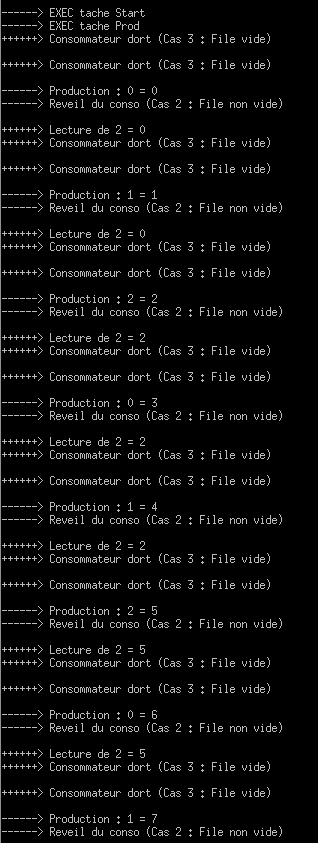 ------> EXEC tache Start
------> EXEC tache Prod
++++++> Consommateur dort (Cas 3 : File vide)
++++++> Consommateur dort (Cas 3 : File vide)
------> Production : 0 = 0
------> Reveil du conso (Cas 2 : File non vide)
++++++> Lecture de 2 = 0
++++++> Consommateur dort (Cas 3 : File vide)
++++++> Consommateur dort (Cas 3 : File vide)
------> Production : 1 = 1
------> Reveil du conso (Cas 2 : File non vide)
++++++> Lecture de 2 = 0
++++++> Consommateur dort (Cas 3 : File vide)
++++++> Consommateur dort (Cas 3 : File vide)
------> Production : 2 = 2
------> Reveil du conso (Cas 2 : File non vide)
++++++> Lecture de 2 = 2
++++++> Consommateur dort (Cas 3 : File vide)
++++++> Consommateur dort (Cas 3 : File vide)
------> Production : 0 = 3
------> Reveil du conso (Cas 2 : File non vide)
++++++> Lecture de 2 = 2
++++++> Consommateur dort (Cas 3 : File vide)
++++++> Consommateur dort (Cas 3 : File vide)
------> Production : 1 = 4
------> Reveil du conso (Cas 2 : File non vide)
++++++> Lecture de 2 = 2
++++++> Consommateur dort (Cas 3 : File vide)
++++++> Consommateur dort (Cas 3 : File vide)
------> Production : 2 = 5
------> Reveil du conso (Cas 2 : File non vide)
++++++> Lecture de 2 = 5
++++++> Consommateur dort (Cas 3 : File vide)
++++++> Consommateur dort (Cas 3 : File vide)
------> Production : 0 = 6
------> Reveil du conso (Cas 2 : File non vide)
++++++> Lecture de 2 = 5
++++++> Consommateur dort (Cas 3 : File vide)
++++++> Consommateur dort (Cas 3 : File vide)
------> Production : 1 = 7
------> Reveil du conso (Cas 2 : File non vide)